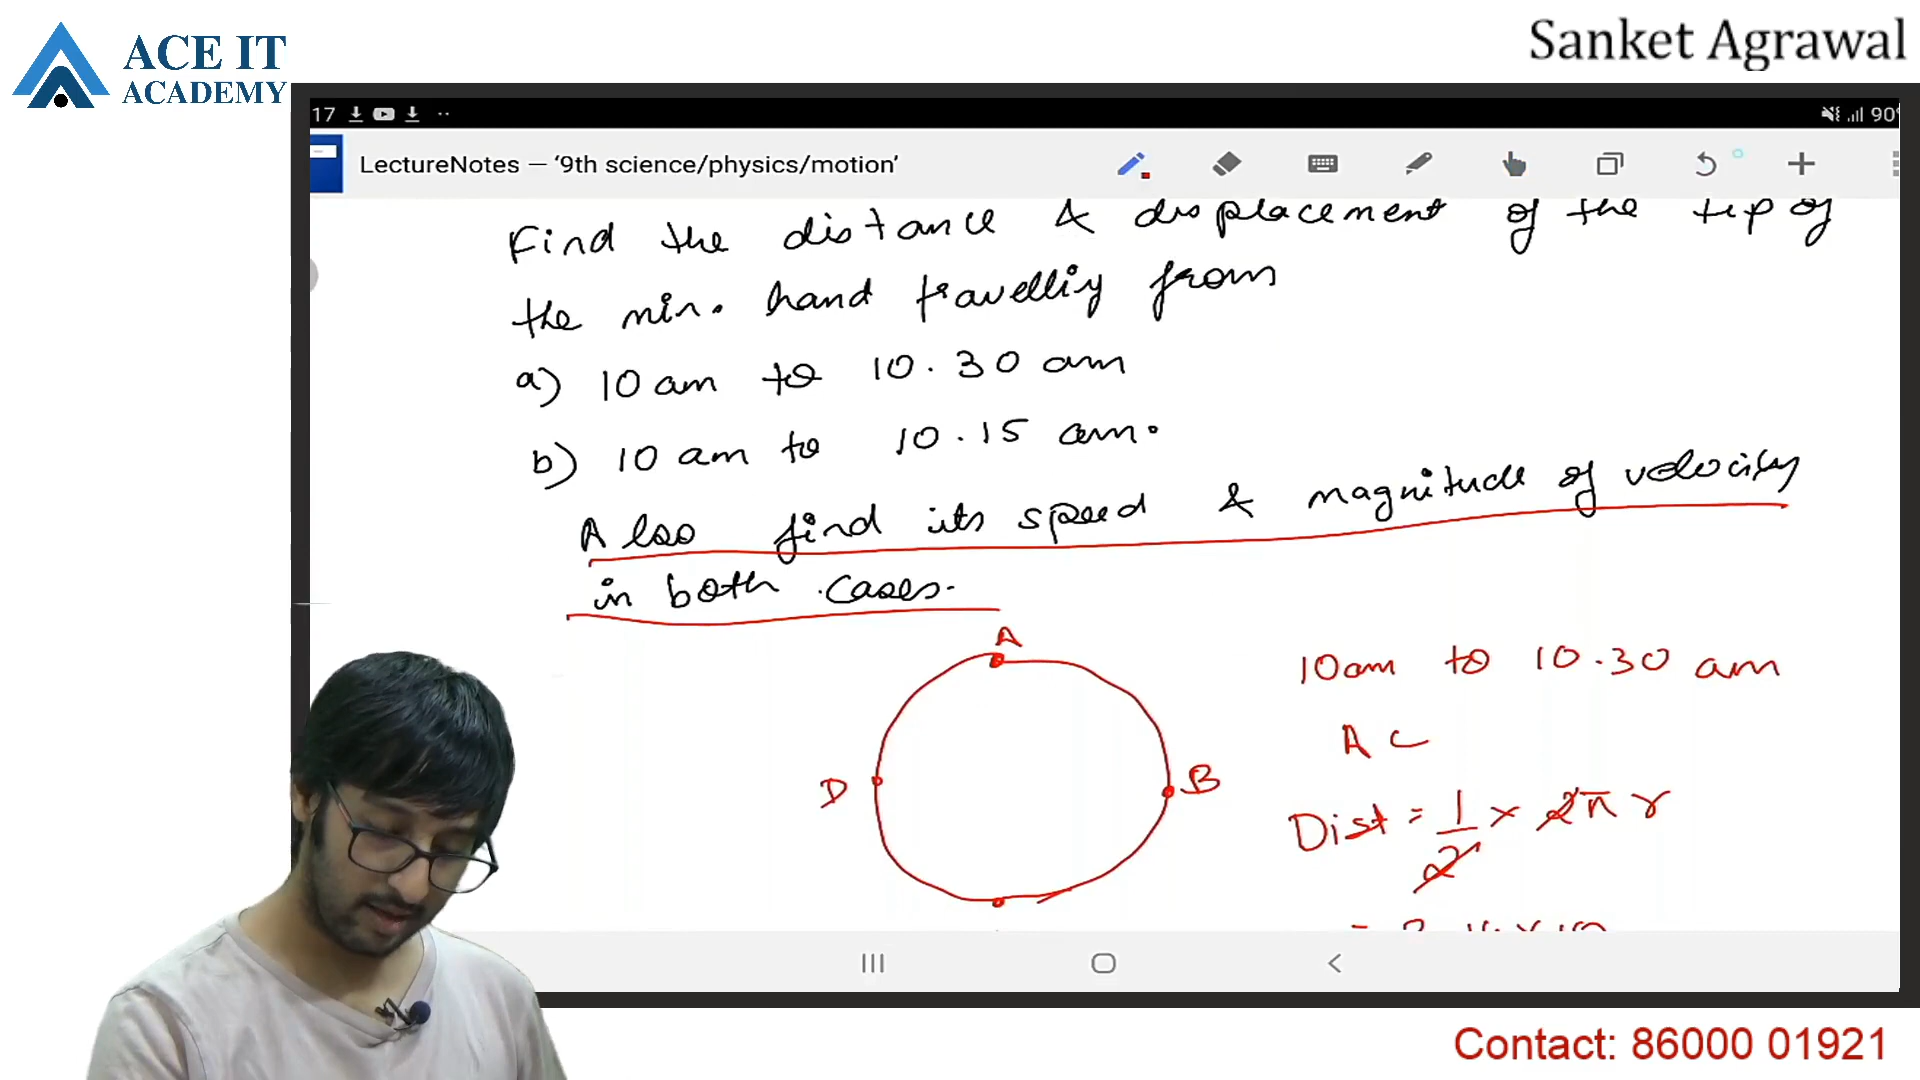 ACE IT
ACADEMY
Sanket Agrawal
17
90
LectureNotes – ‘9th science/physics/motion’
Find the distance & displacement of the tip of
the min. hand travelling from
a) 10 am to 10.30 am
b) 10 am to 10.15 am.
Also find its speed & magnitude of velocity
in both cases.
A
D
B
10am to 10.30 am
AC
Dist = 1/2 × 2πr
Contact: 86000 01921